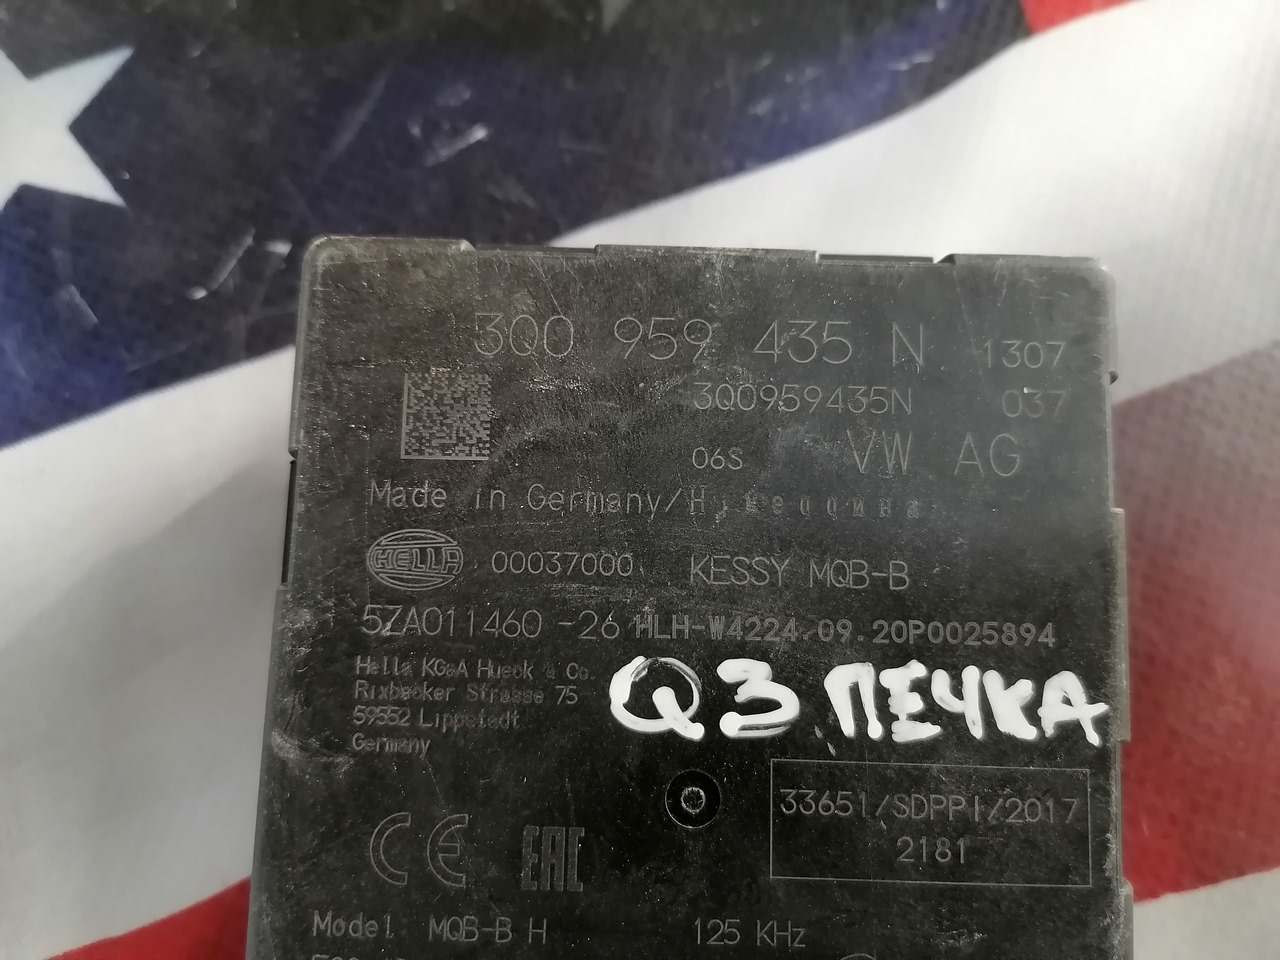 3Q0 959 435 N 1307
3Q0959435N 037
06S VW AG
Made in Germany/H
HELLA 00037000 KESSY MQB-B
5ZA011460-26 HLH-W4224.09.20P0025894
Hella KGaA Hueck & Co.
Rixbecker Strasse 75
59552 Lippstadt
Germany
Q3 ПЕЧКА
33651/SDPPI/2017
2181
CE EAC
Model: MQB-B H 125 KHz